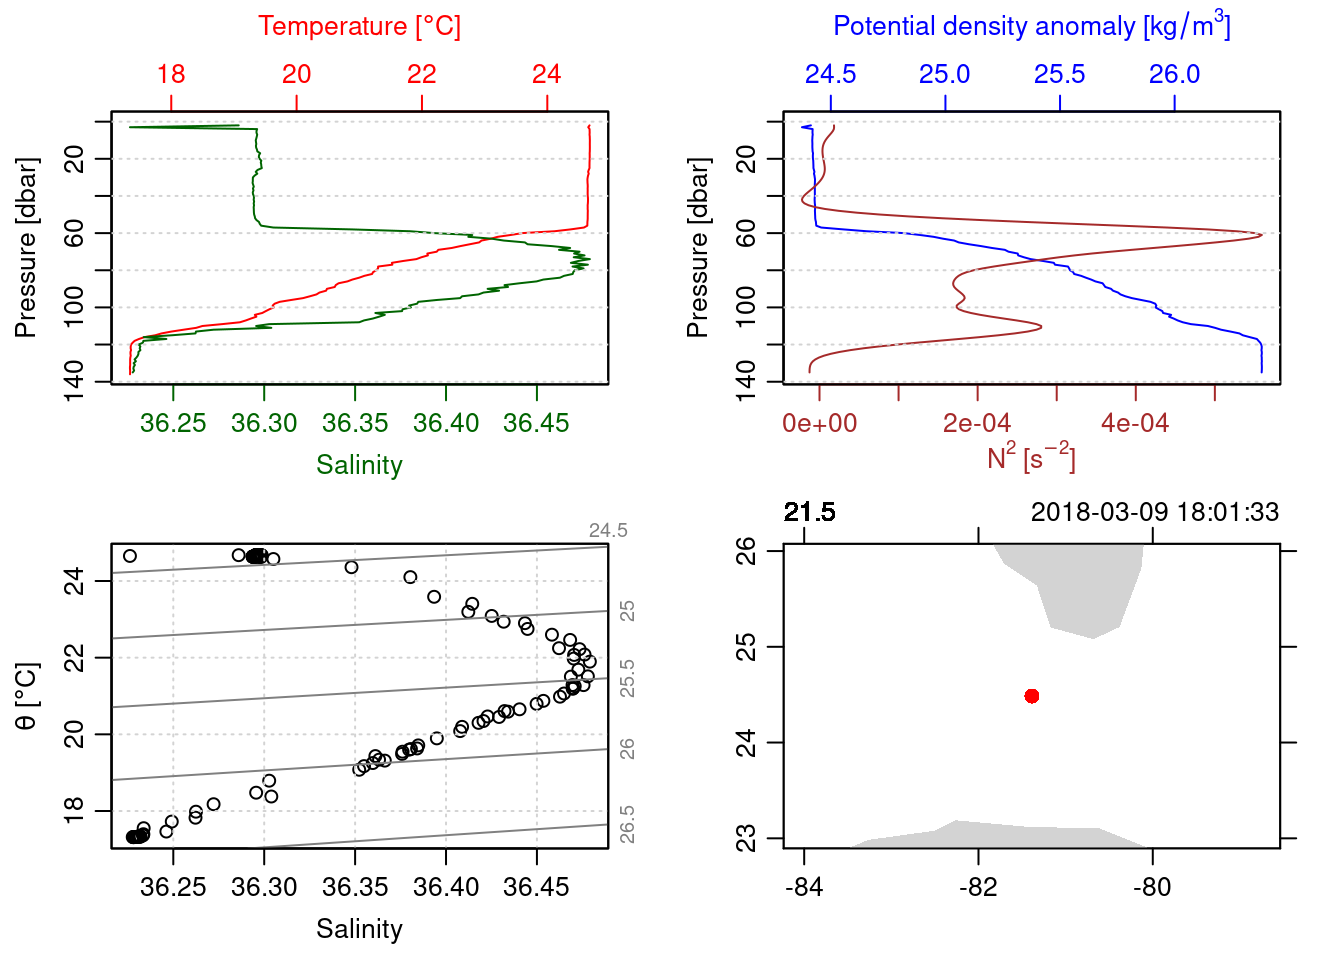 Temperature [°C]
18 20 22 24
Pressure [dbar]
20 60 100 140
36.25 36.30 36.35 36.40 36.45
Salinity
Potential density anomaly [kg/m³]
24.5 25.0 25.5 26.0
Pressure [dbar]
20 60 100 140
0e+00 2e-04 4e-04
N² [s⁻²]
24.5
25
25.5
26
26.5
θ [°C]
18 20 22 24
36.25 36.30 36.35 36.40 36.45
Salinity
21.5 2018-03-09 18:01:33
26
25
24
23
-84 -82 -80